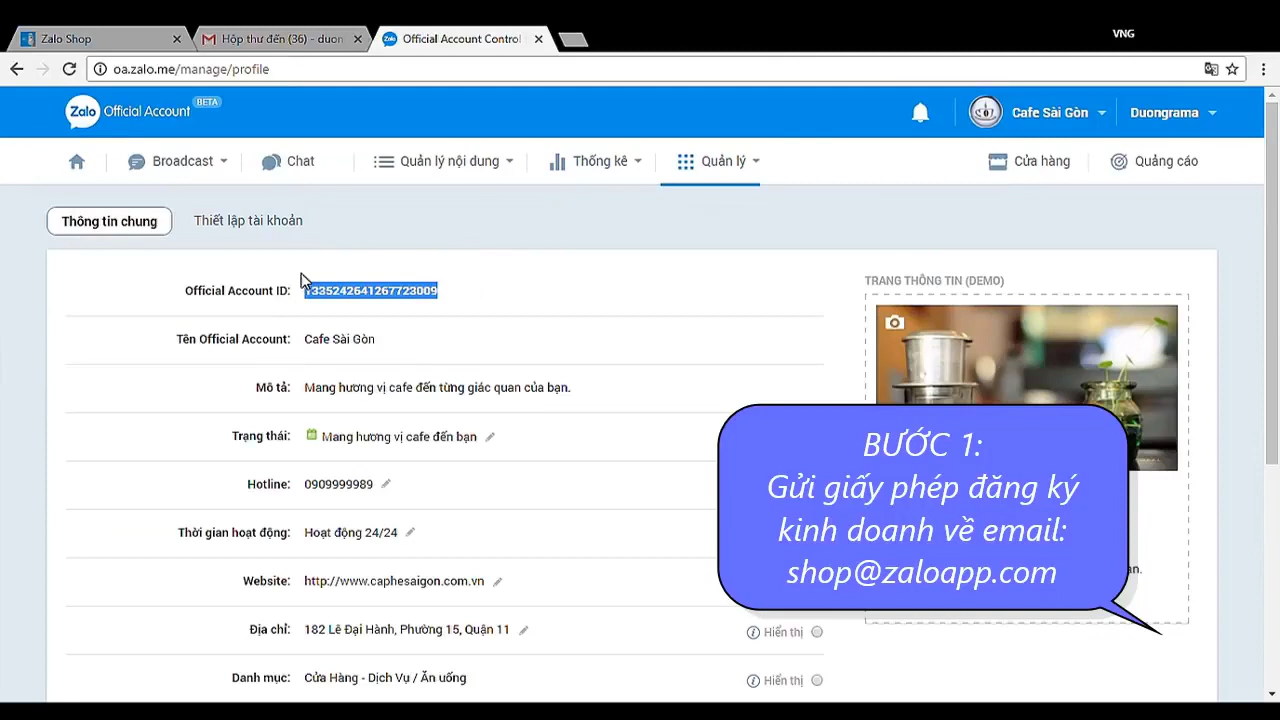 VNG
Zalo Shop
Hộp thư đến (36) - duon
Official Account Control
oa.zalo.me/manage/profile
Zalo Official Account BETA
Cafe Sài Gòn
Duongrama
Broadcast
Chat
Quản lý nội dung
Thống kê
Quản lý
Cửa hàng
Quảng cáo
Thông tin chung
Thiết lập tài khoản
Official Account ID: 1335242641267723009
TRANG THÔNG TIN (DEMO)
Tên Official Account: Cafe Sài Gòn
Mô tả: Mang hương vị cafe đến từng giác quan của bạn.
Trạng thái: Mang hương vị cafe đến bạn
Hotline: 0909999989
Thời gian hoạt động: Hoạt động 24/24
Website: http://www.caphesaigon.com.vn
Địa chỉ: 182 Lê Đại Hành, Phường 15, Quận 11
Hiển thị
Danh mục: Cửa Hàng - Dịch Vụ / Ăn uống
Hiển thị
BƯỚC 1:
Gửi giấy phép đăng ký
kinh doanh về email:
shop@zaloapp.com